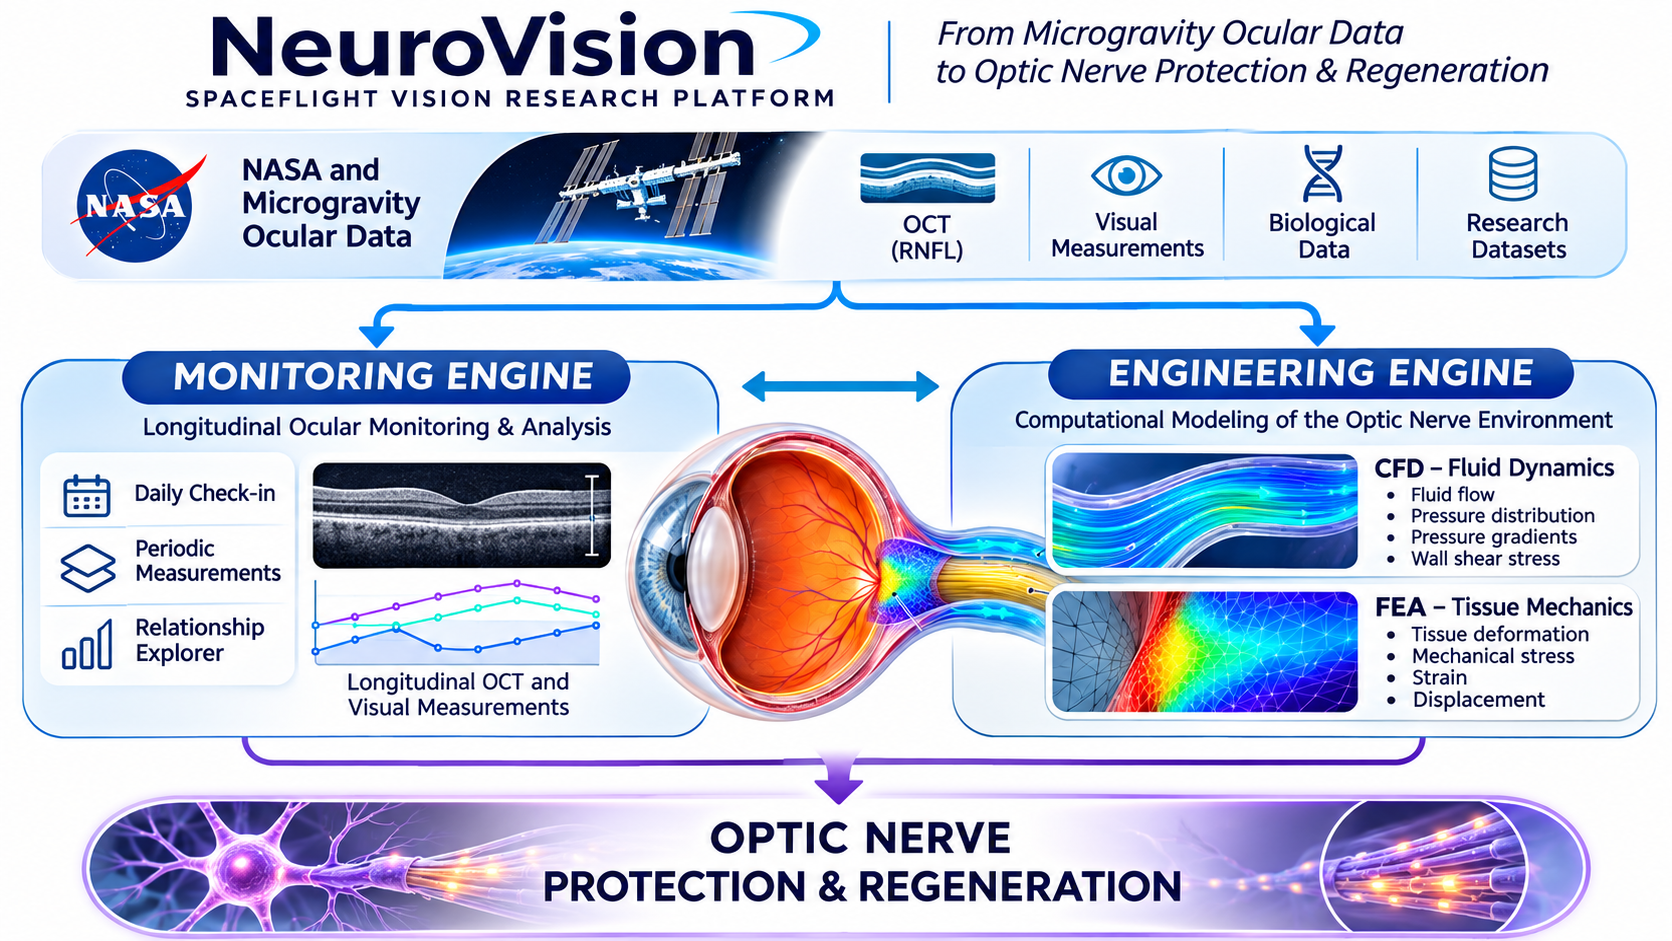 NeuroVision
SPACEFLIGHT VISION RESEARCH PLATFORM
From Microgravity Ocular Data
to Optic Nerve Protection & Regeneration
NASA
NASA and
Microgravity
Ocular Data
OCT
(RNFL)
Visual
Measurements
Biological
Data
Research
Datasets
MONITORING ENGINE
Longitudinal Ocular Monitoring & Analysis
Daily Check-in
Periodic
Measurements
Relationship
Explorer
Longitudinal OCT and
Visual Measurements
ENGINEERING ENGINE
Computational Modeling of the Optic Nerve Environment
CFD – Fluid Dynamics
• Fluid flow
• Pressure distribution
• Pressure gradients
• Wall shear stress
FEA – Tissue Mechanics
• Tissue deformation
• Mechanical stress
• Strain
• Displacement
OPTIC NERVE
PROTECTION & REGENERATION